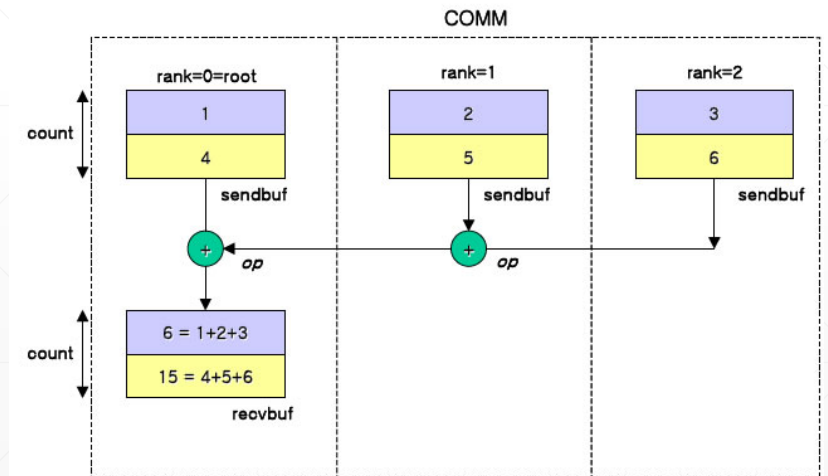 COMM
rank=0=root
rank=1
rank=2
count
1
2
3
4
5
6
sendbuf
sendbuf
sendbuf
+
+
op
op
count
6 = 1+2+3
15 = 4+5+6
recvbuf